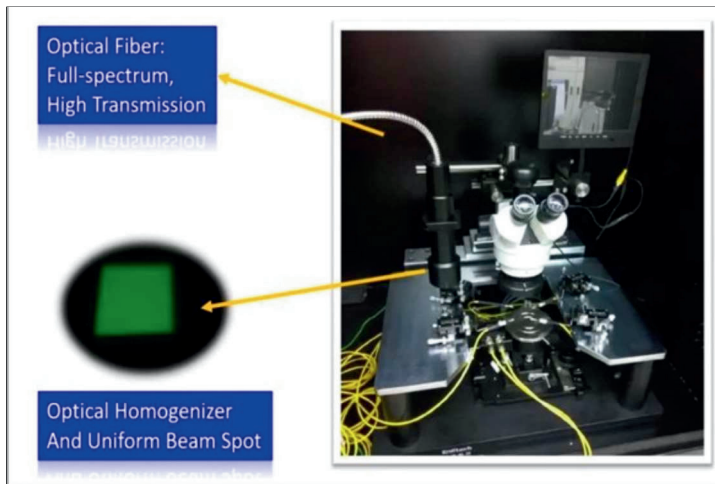 Optical Fiber:
Full-spectrum,
High Transmission
Optical Homogenizer
And Uniform Beam Spot